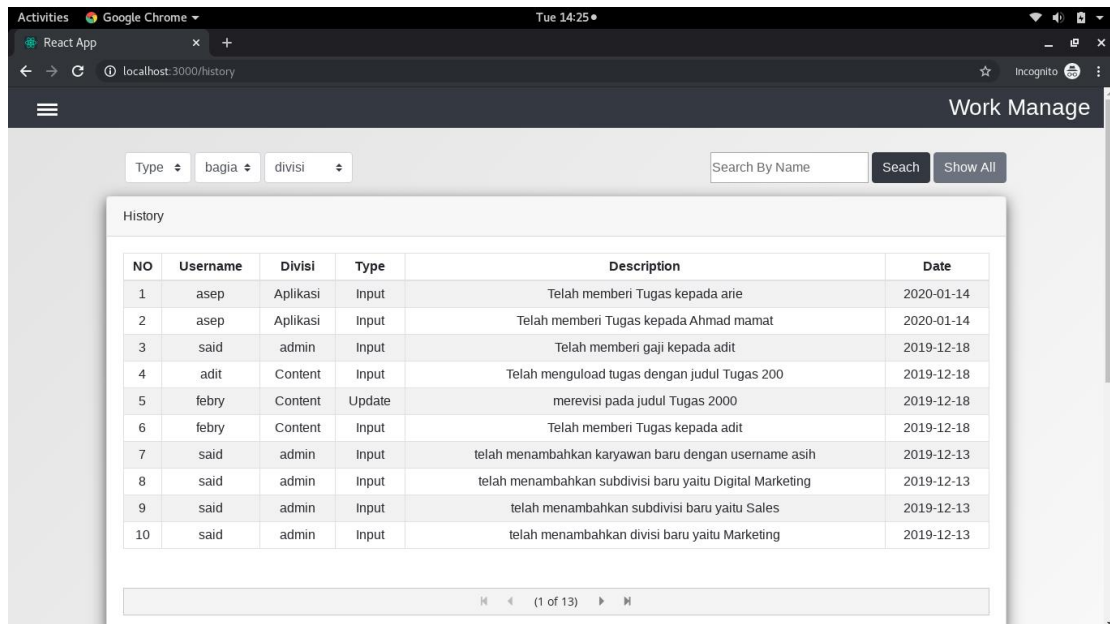 Activities Google Chrome Tue 14:25
React App
localhost:3000/history Incognito
Work Manage
Type bagia divisi Search By Name Seach Show All
History
NO Username Divisi Type Description Date
1 asep Aplikasi Input Telah memberi Tugas kepada arie 2020-01-14
2 asep Aplikasi Input Telah memberi Tugas kepada Ahmad mamat 2020-01-14
3 said admin Input Telah memberi gaji kepada adit 2019-12-18
4 adit Content Input Telah menguload tugas dengan judul Tugas 200 2019-12-18
5 febry Content Update merevisi pada judul Tugas 2000 2019-12-18
6 febry Content Input Telah memberi Tugas kepada adit 2019-12-18
7 said admin Input telah menambahkan karyawan baru dengan username asih 2019-12-13
8 said admin Input telah menambahkan subdivisi baru yaitu Digital Marketing 2019-12-13
9 said admin Input telah menambahkan subdivisi baru yaitu Sales 2019-12-13
10 said admin Input telah menambahkan divisi baru yaitu Marketing 2019-12-13
(1 of 13)